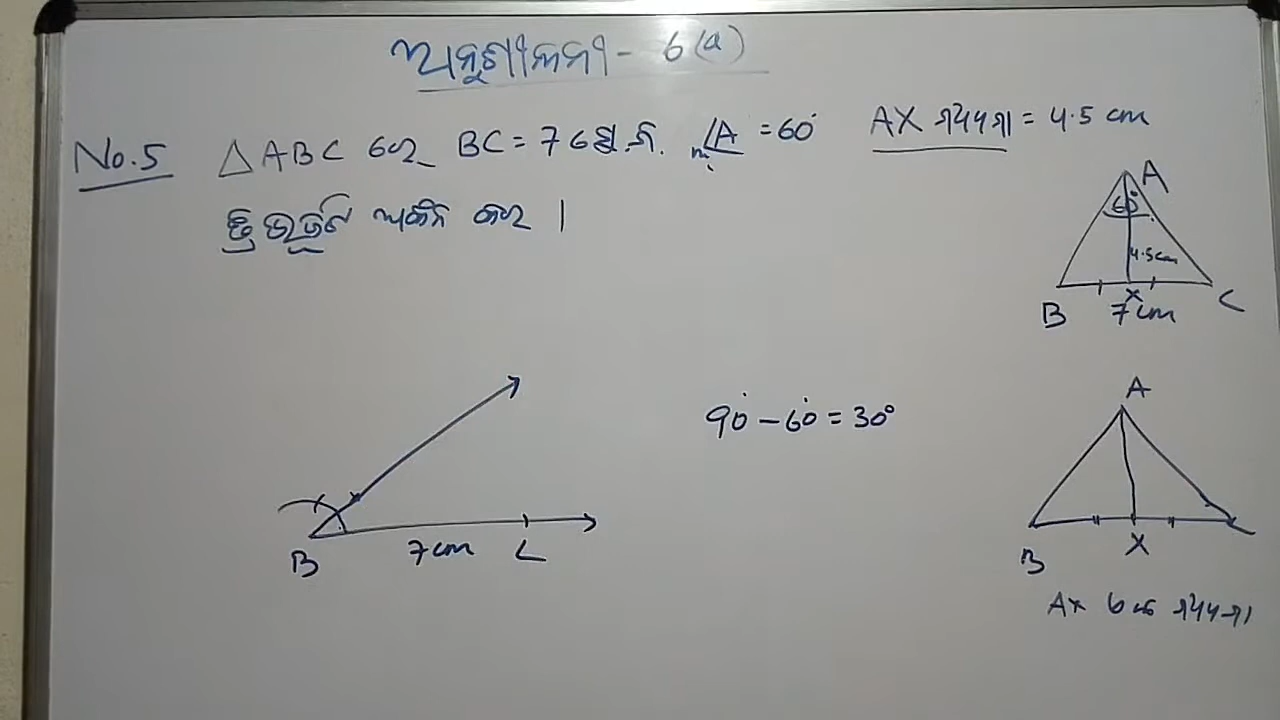 ଅନୁଶୀଳନୀ - 6(a)
No.5 △ABC ରେ BC = 7 ସେ.ମି. m∠A = 60° AX ମଧ୍ୟମା = 4.5 cm
ତ୍ରିଭୁଜଟି ଅଙ୍କନ କର ।
A
60°
4.5cm
B X C
7cm
90° - 60° = 30°
B 7cm C
A
B X C
AX ମଧ୍ୟମା